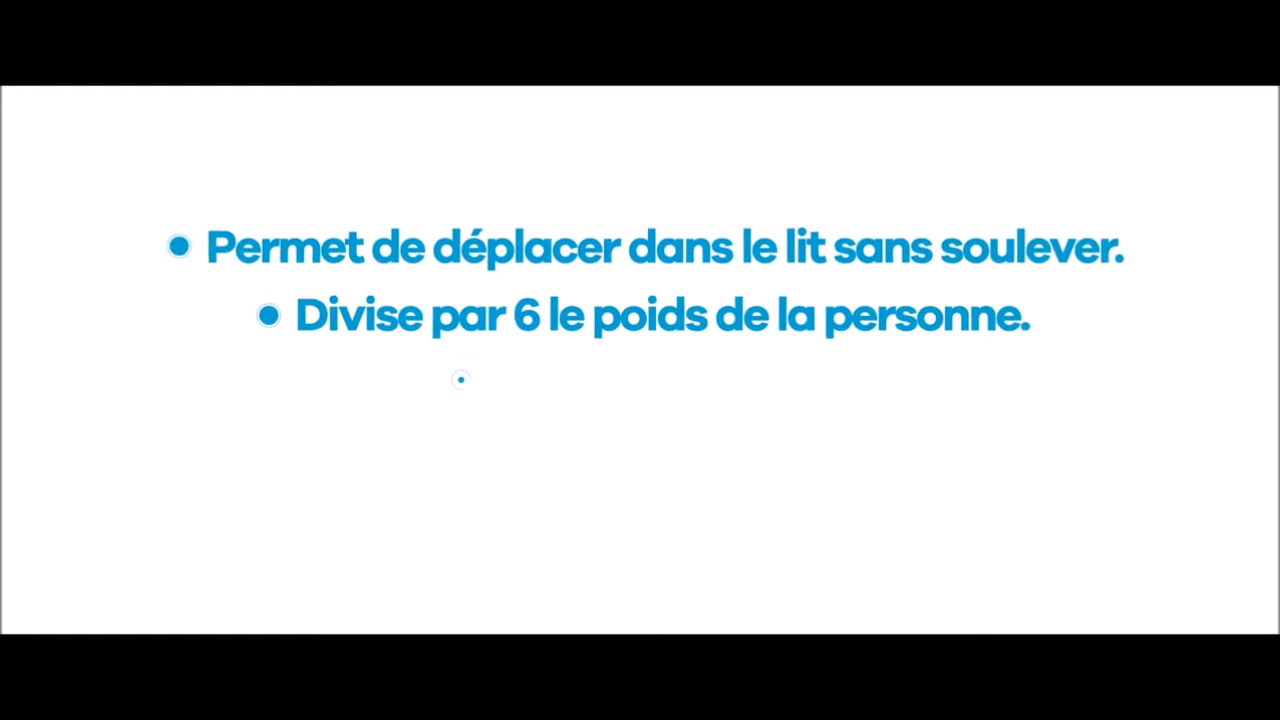 Permet de déplacer dans le lit sans soulever.
Divise par 6 le poids de la personne.